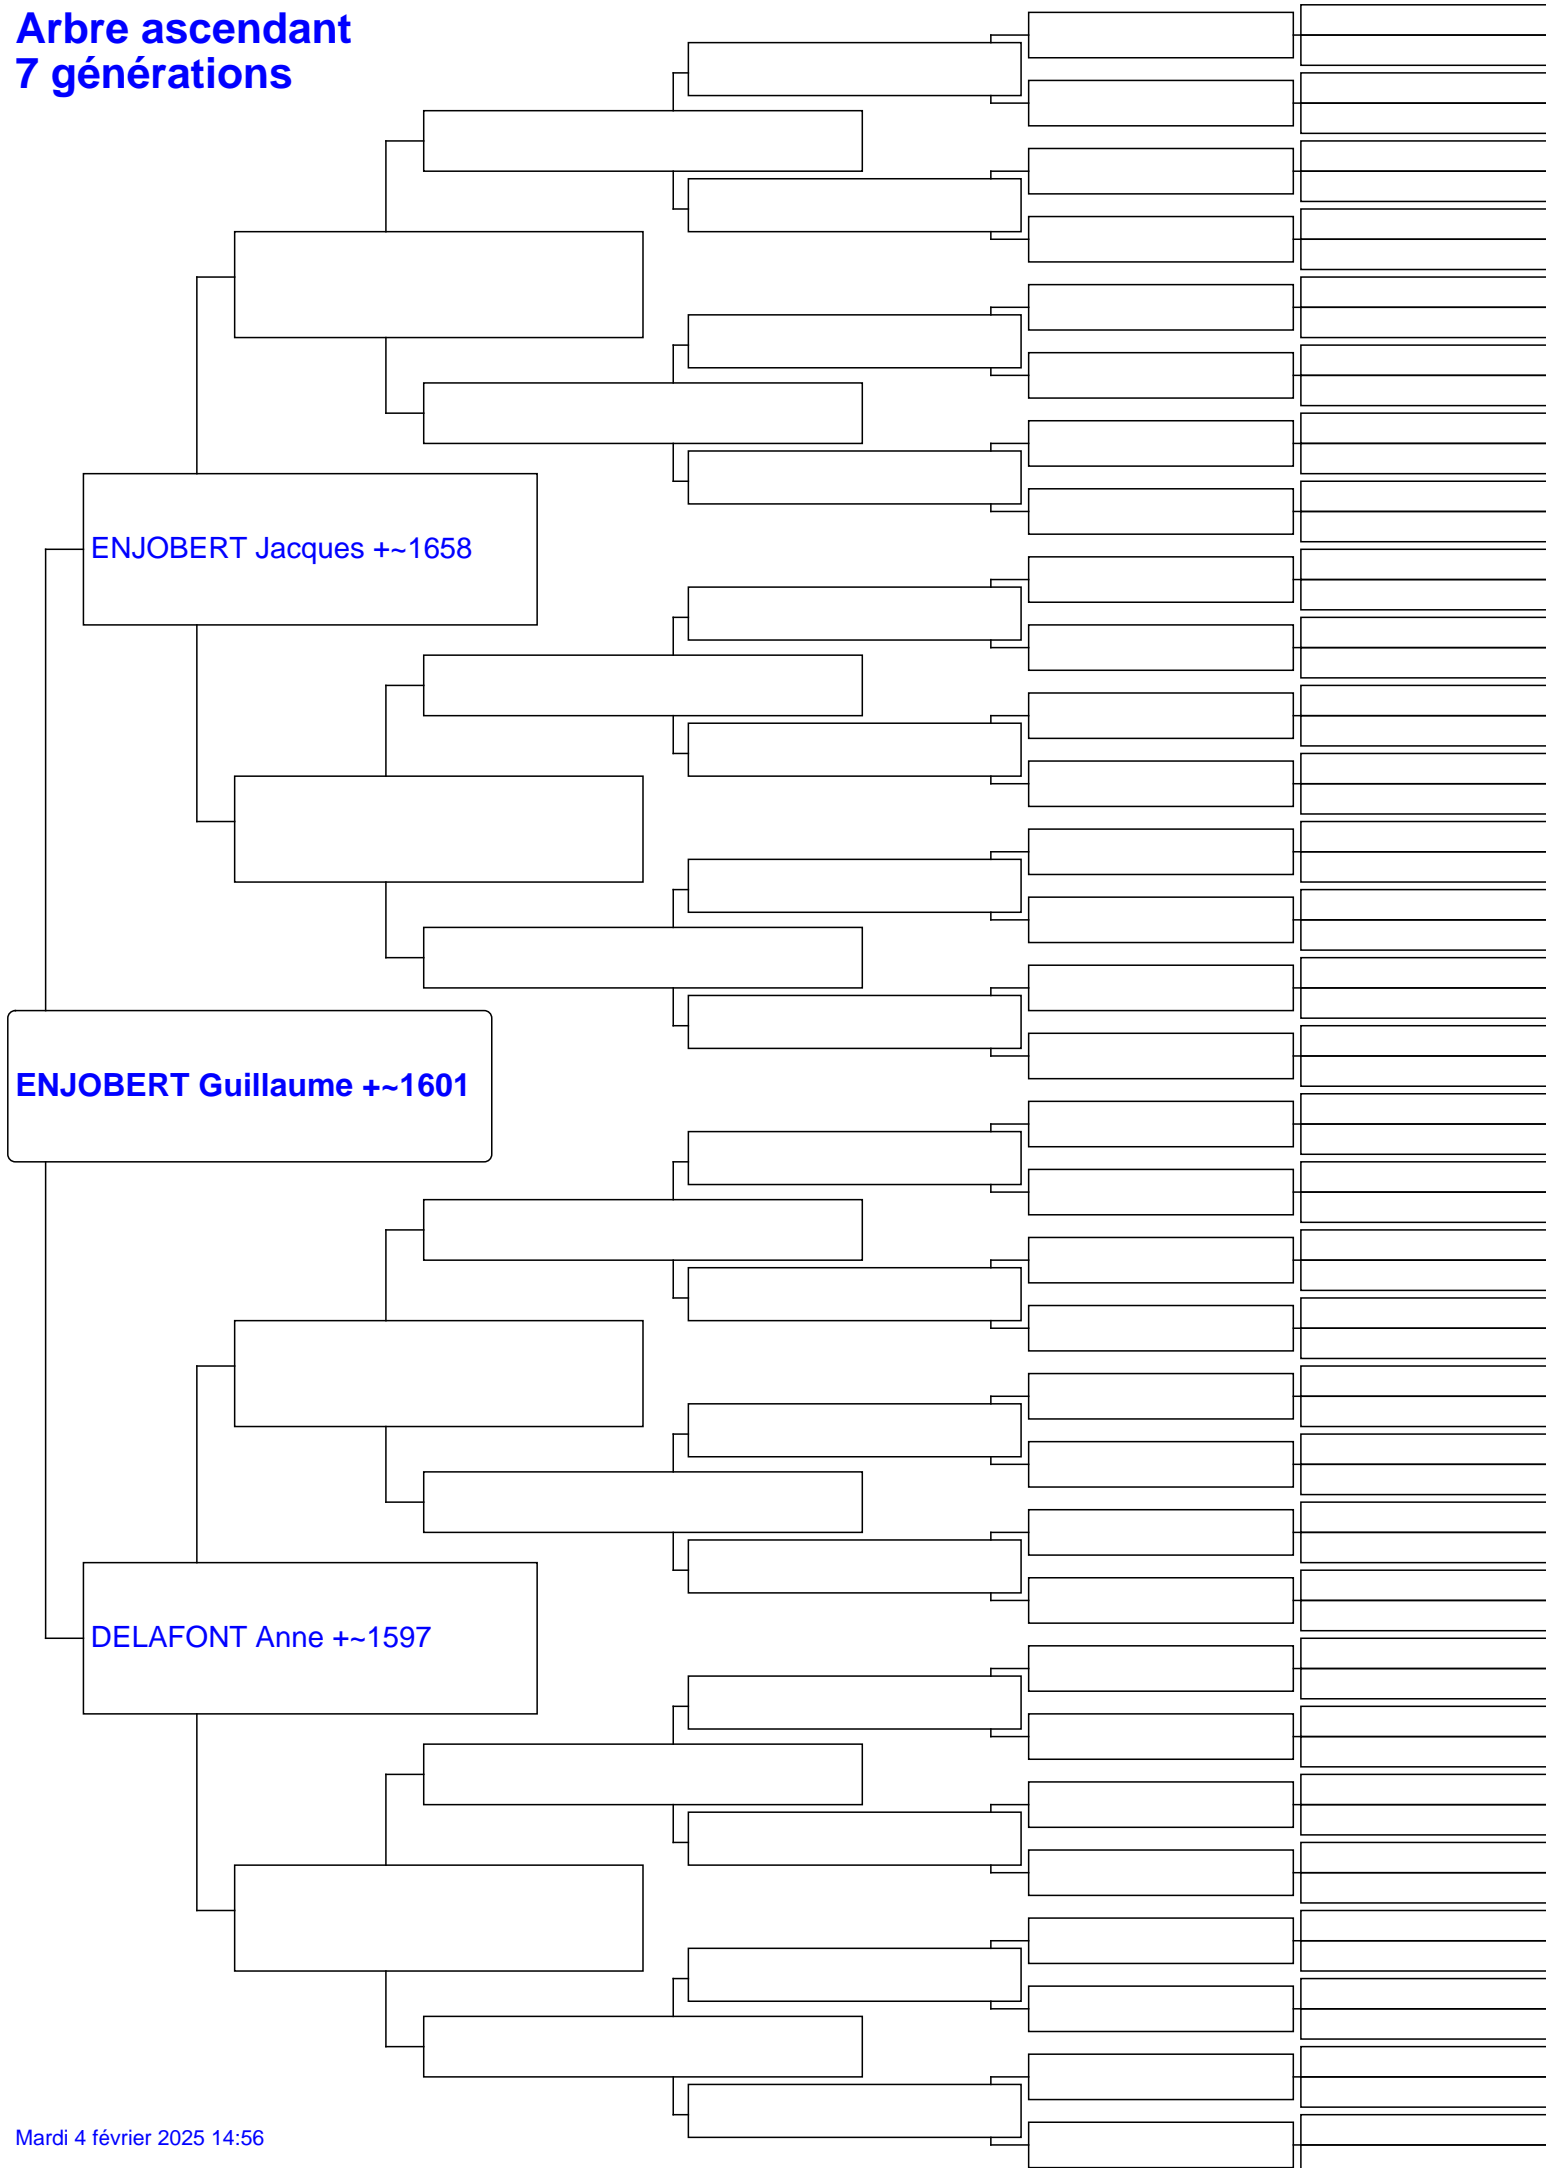 Arbre ascendant
7 générations
ENJOBERT Jacques +~1658
ENJOBERT Guillaume +~1601
DELAFONT Anne +~1597
Mardi 4 février 2025 14:56